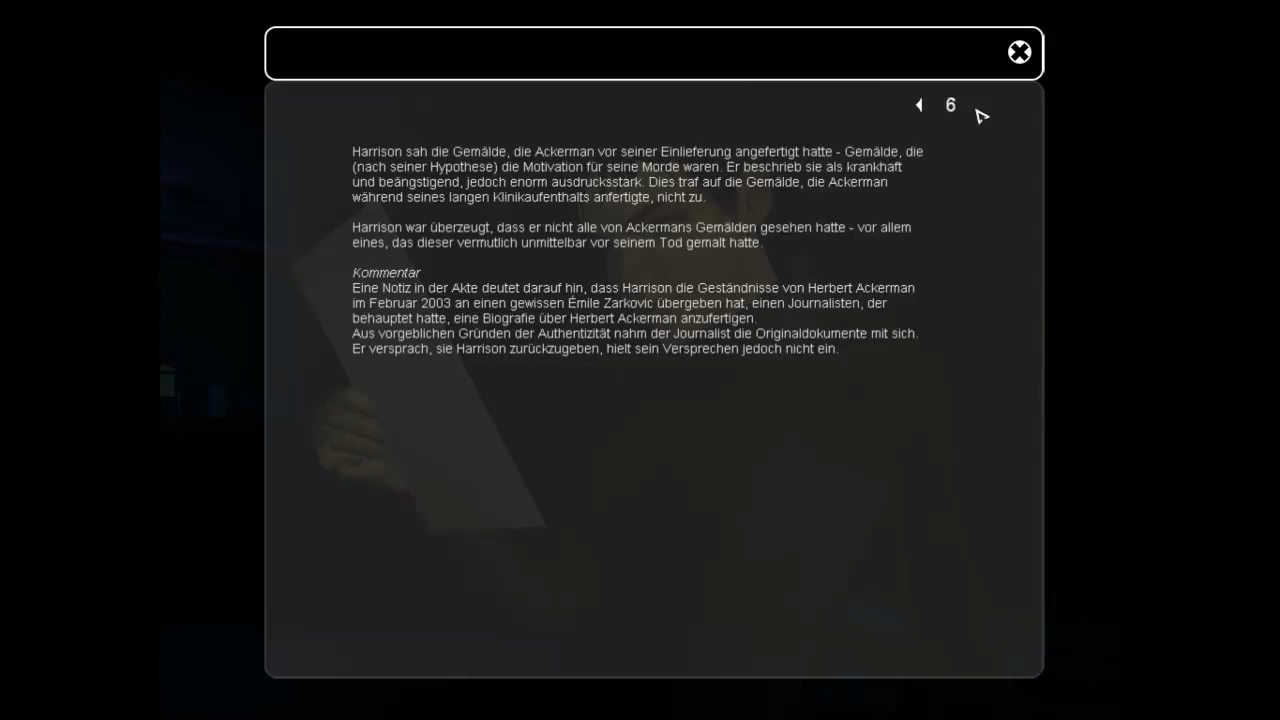 6
Harrison sah die Gemälde, die Ackerman vor seiner Einlieferung angefertigt hatte - Gemälde, die
(nach seiner Hypothese) die Motivation für seine Morde waren. Er beschrieb sie als krankhaft
und beängstigend, jedoch enorm ausdrucksstark. Dies traf auf die Gemälde, die Ackerman
während seines langen Klinikaufenthalts anfertigte, nicht zu.
Harrison war überzeugt, dass er nicht alle von Ackermans Gemälden gesehen hatte - vor allem
eines, das dieser vermutlich unmittelbar vor seinem Tod gemalt hatte.
Kommentar
Eine Notiz in der Akte deutet darauf hin, dass Harrison die Geständnisse von Herbert Ackerman
im Februar 2003 an einen gewissen Émile Zarkovic übergeben hat, einen Journalisten, der
behauptet hatte, eine Biografie über Herbert Ackerman anzufertigen.
Aus vorgeblichen Gründen der Authentizität nahm der Journalist die Originaldokumente mit sich.
Er versprach, sie Harrison zurückzugeben, hielt sein Versprechen jedoch nicht ein.